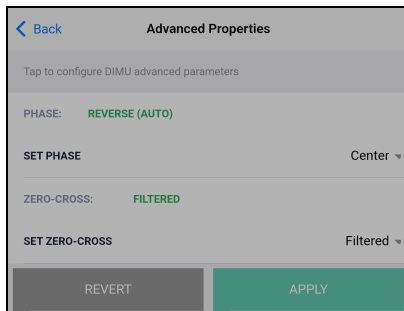 Back Advanced Properties
Tap to configure DIMU advanced parameters
PHASE: REVERSE (AUTO)
SET PHASE Center
ZERO-CROSS: FILTERED
SET ZERO-CROSS Filtered
REVERT APPLY